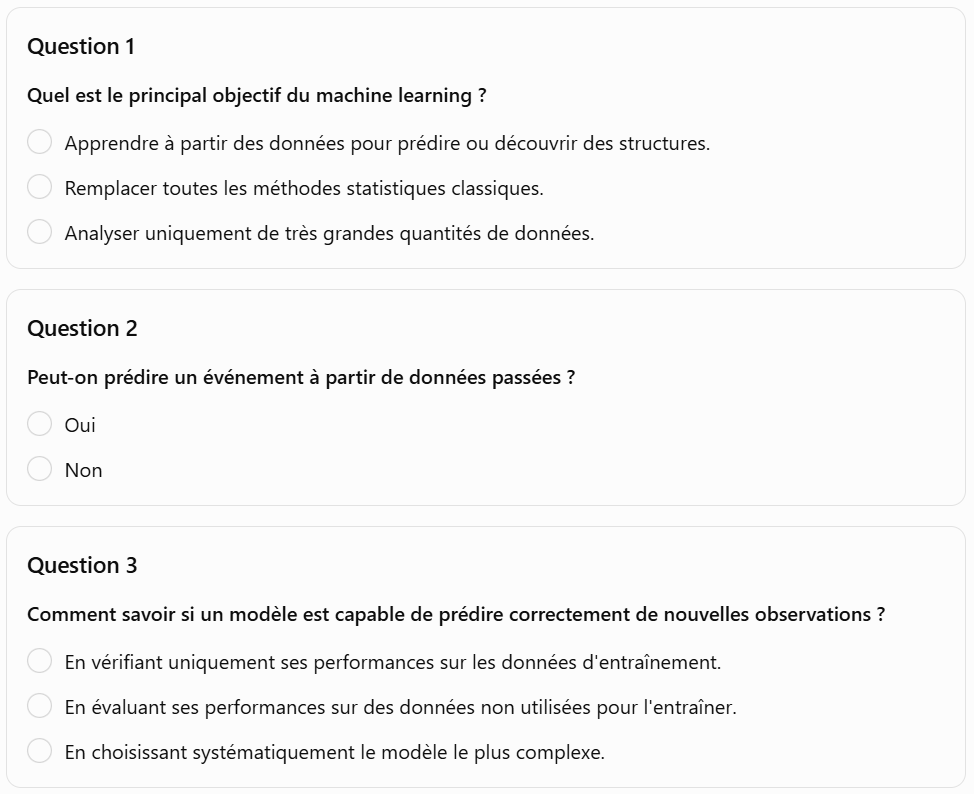 Question 1
Quel est le principal objectif du machine learning ?
Apprendre à partir des données pour prédire ou découvrir des structures.
Remplacer toutes les méthodes statistiques classiques.
Analyser uniquement de très grandes quantités de données.
Question 2
Peut-on prédire un événement à partir de données passées ?
Oui
Non
Question 3
Comment savoir si un modèle est capable de prédire correctement de nouvelles observations ?
En vérifiant uniquement ses performances sur les données d'entraînement.
En évaluant ses performances sur des données non utilisées pour l'entraîner.
En choisissant systématiquement le modèle le plus complexe.